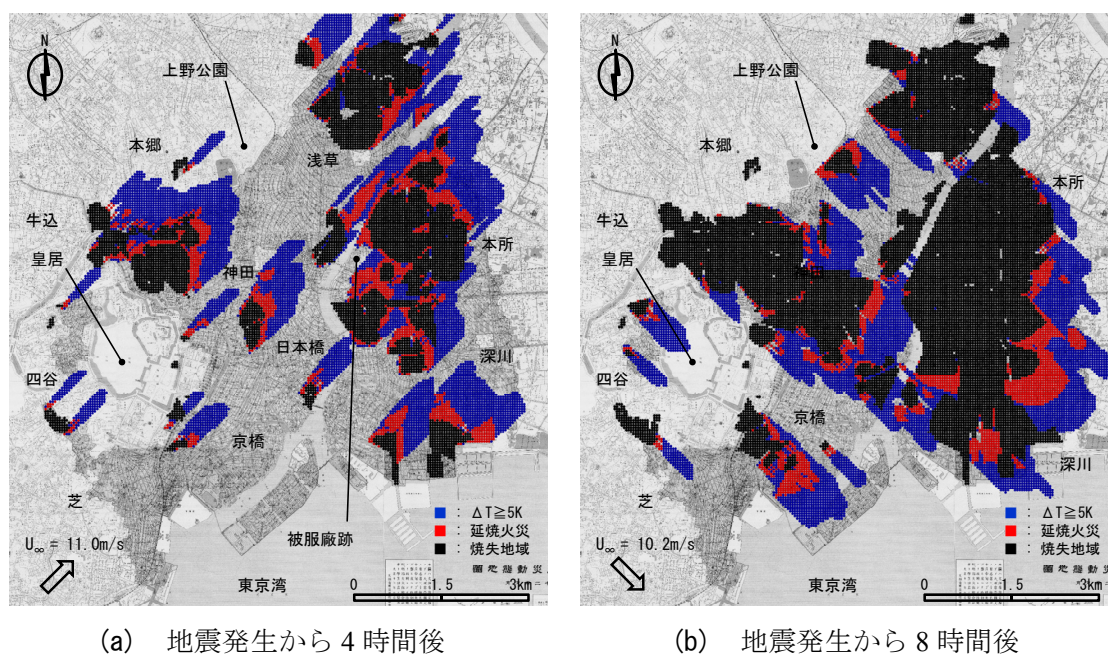 N
上野公園
本郷
浅草
牛込
皇居
本所
神田
日本橋
四谷
深川
京橋
芝
被服廠跡
U∞ = 11.0m/s
東京湾
ΔT≧5K
延焼火災
焼失地域
0 1.5 3km
(a) 地震発生から4時間後
N
上野公園
本郷
本所
牛込
皇居
四谷
京橋
深川
芝
U∞ = 10.2m/s
東京湾
ΔT≧5K
延焼火災
焼失地域
0 1.5 3km
(b) 地震発生から8時間後